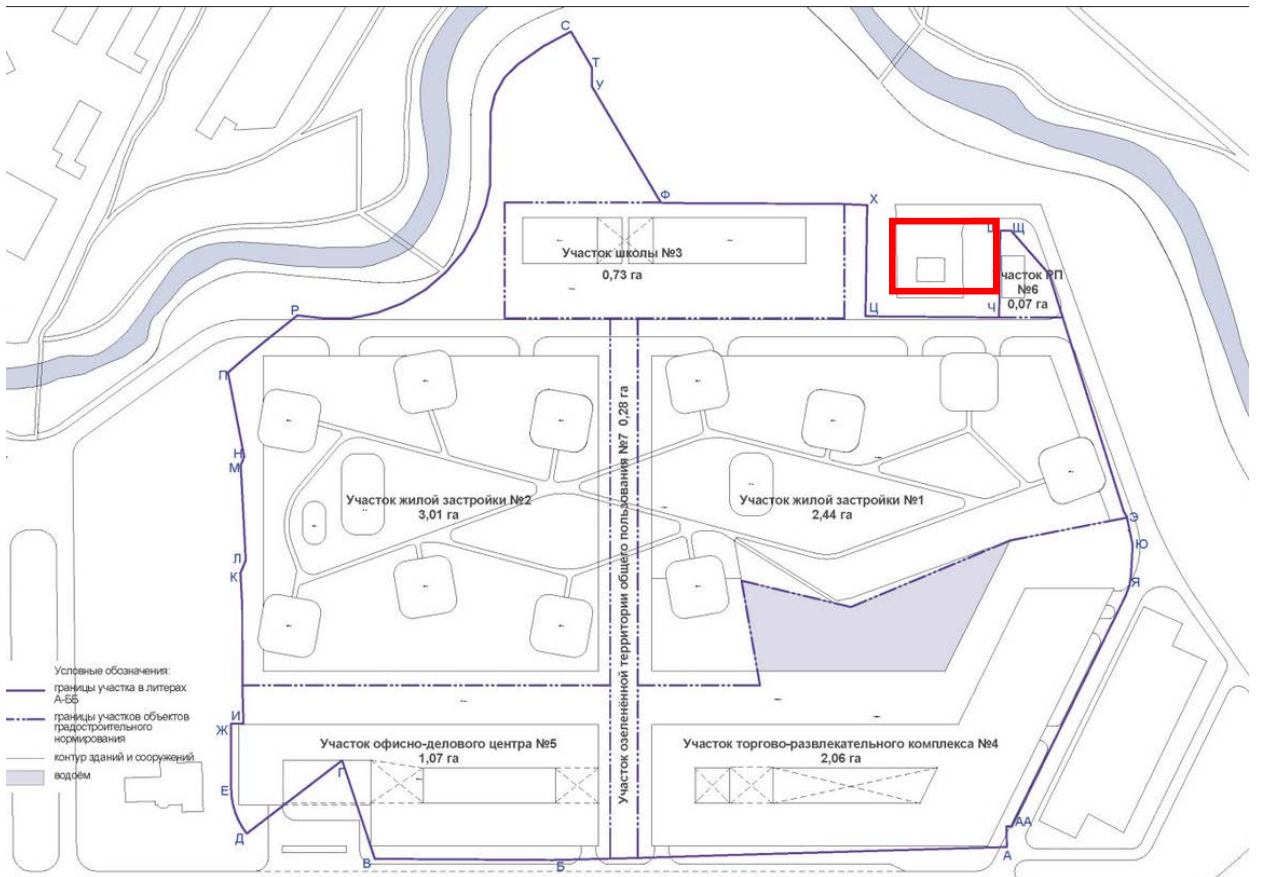 С
Т
У
Ф
Х
Щ
Участок школы №3
0,73 га
часток РП
№6
0,07 га
Ц
Ч
Р
П
Н
М
Участок жилой застройки №2
3,01 га
Участок жилой застройки №1
2,44 га
Участок озеленённой территории общего пользования №7 0,28 га
Э
Ю
Я
Л
К
Условные обозначения:
границы участка в литерах
А-ББ
границы участков объектов
градостроительного
нормирования
контур зданий и сооружений
водоём
И
Ж
Участок офисно-делового центра №5
1,07 га
Участок торгово-развлекательного комплекса №4
2,06 га
Г
Е
Д
АА
А
В
Б